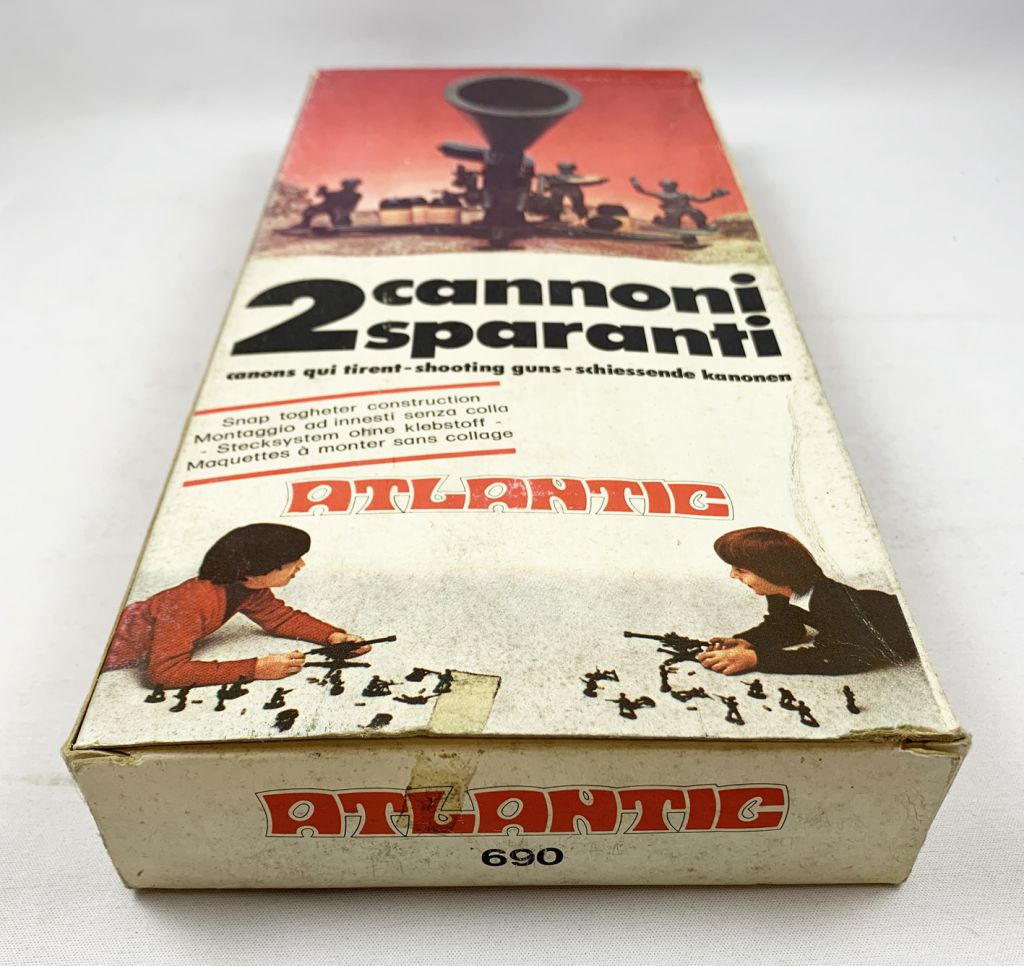 2 cannoni
sparanti
canons qui tirent-shooting guns-schiessende kanonen
Snap togheter construction
Montaggio ad innesti senza colla
- Stecksystem ohne klebstoff -
Maquettes à monter sans collage
ATLANTIC
ATLANTIC
690